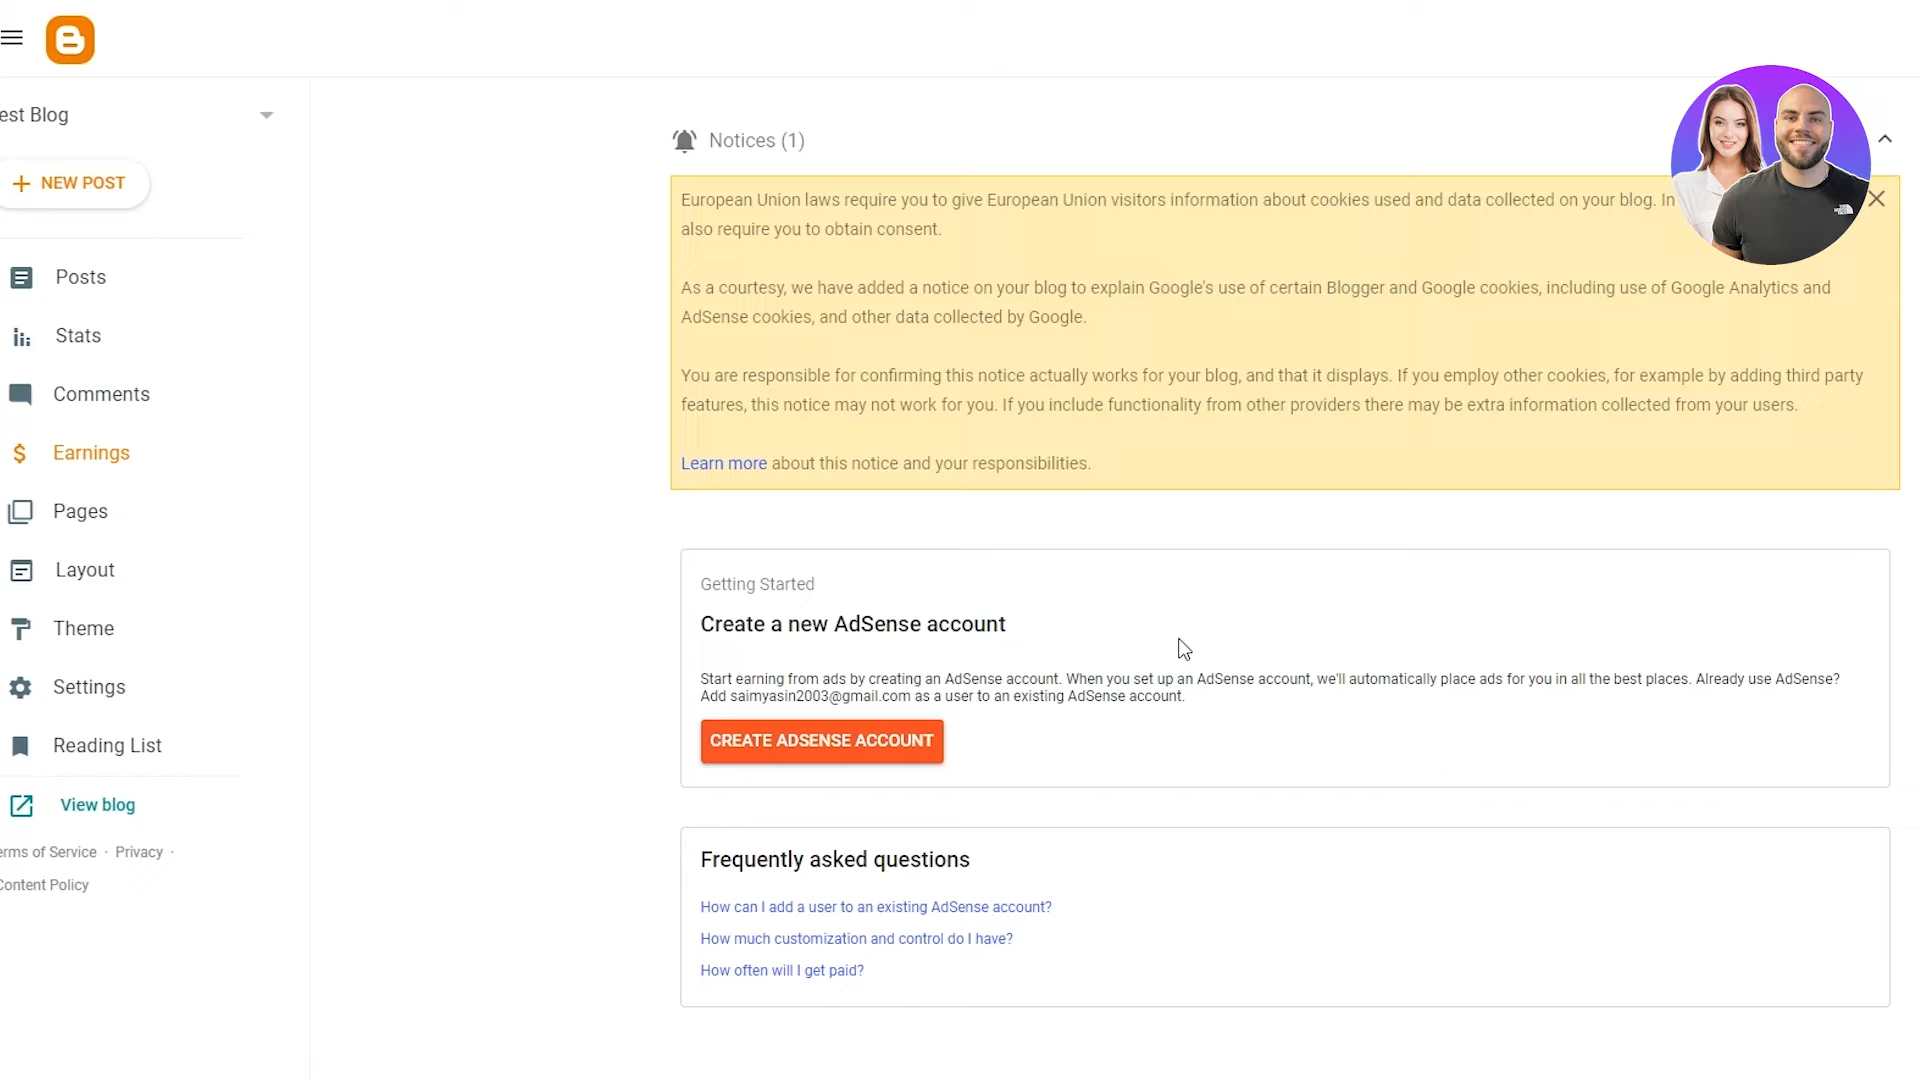 est Blog
NEW POST
Posts
Stats
Comments
Earnings
Pages
Layout
Theme
Settings
Reading List
View blog
erms of Service · Privacy ·
Content Policy
Notices (1)
European Union laws require you to give European Union visitors information about cookies used and data collected on your blog. In
also require you to obtain consent.
As a courtesy, we have added a notice on your blog to explain Google's use of certain Blogger and Google cookies, including use of Google Analytics and
AdSense cookies, and other data collected by Google.
You are responsible for confirming this notice actually works for your blog, and that it displays. If you employ other cookies, for example by adding third party
features, this notice may not work for you. If you include functionality from other providers there may be extra information collected from your users.
Learn more about this notice and your responsibilities.
Getting Started
Create a new AdSense account
Start earning from ads by creating an AdSense account. When you set up an AdSense account, we'll automatically place ads for you in all the best places. Already use AdSense?
Add saimyasin2003@gmail.com as a user to an existing AdSense account.
CREATE ADSENSE ACCOUNT
Frequently asked questions
How can I add a user to an existing AdSense account?
How much customization and control do I have?
How often will I get paid?